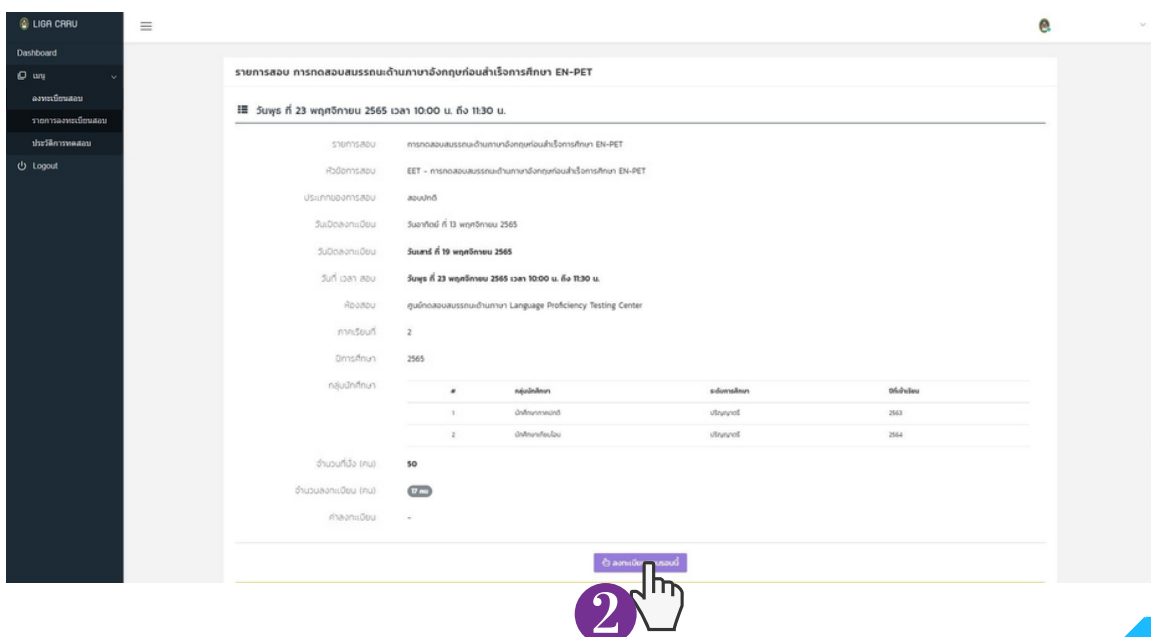 LIGA CRRU
Dashboard
เมนู
ลงทะเบียนสอบ
รายการลงทะเบียนสอบ
ประวัติการทดสอบ
Logout
รายการสอบ การทดสอบสมรรถนะด้านภาษาอังกฤษก่อนสำเร็จการศึกษา EN-PET
วันพุธ ที่ 23 พฤศจิกายน 2565 เวลา 10:00 น. ถึง 11:30 น.
รายการสอบ การทดสอบสมรรถนะด้านภาษาอังกฤษก่อนสำเร็จการศึกษา EN-PET
หัวข้อการสอบ EET - การทดสอบสมรรถนะด้านภาษาอังกฤษก่อนสำเร็จการศึกษา EN-PET
ประเภทของการสอบ สอบปกติ
วันเปิดลงทะเบียน วันอาทิตย์ ที่ 13 พฤศจิกายน 2565
วันปิดลงทะเบียน วันเสาร์ ที่ 19 พฤศจิกายน 2565
วันที่ เวลา สอบ วันพุธ ที่ 23 พฤศจิกายน 2565 เวลา 10:00 น. ถึง 11:30 น.
ห้องสอบ ศูนย์ทดสอบสมรรถนะด้านภาษา Language Proficiency Testing Center
ภาคเรียนที่ 2
ปีการศึกษา 2565
กลุ่มนักศึกษา
# กลุ่มนักศึกษา ระดับการศึกษา ปีที่เข้าเรียน
1 นักศึกษาภาคปกติ ปริญญาตรี 2563
2 นักศึกษาเทียบโอน ปริญญาตรี 2564
จำนวนที่นั่ง (คน) 50
จำนวนลงทะเบียน (คน) 17 คน
ค่าลงทะเบียน -
ลงทะเบียน บรอบนี้
2